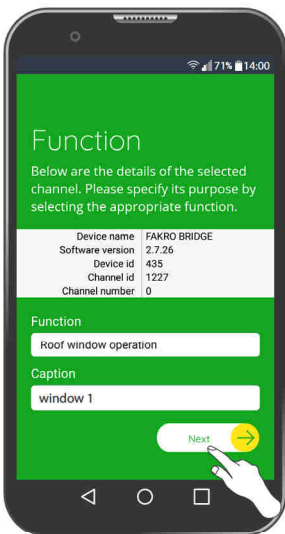 71% 14:00
Function
Below are the details of the selected
channel. Please specify its purpose by
selecting the appropriate function.
Device name FAKRO BRIDGE
Software version 2.7.26
Device id 435
Channel id 1227
Channel number 0
Function
Roof window operation
Caption
window 1
Next